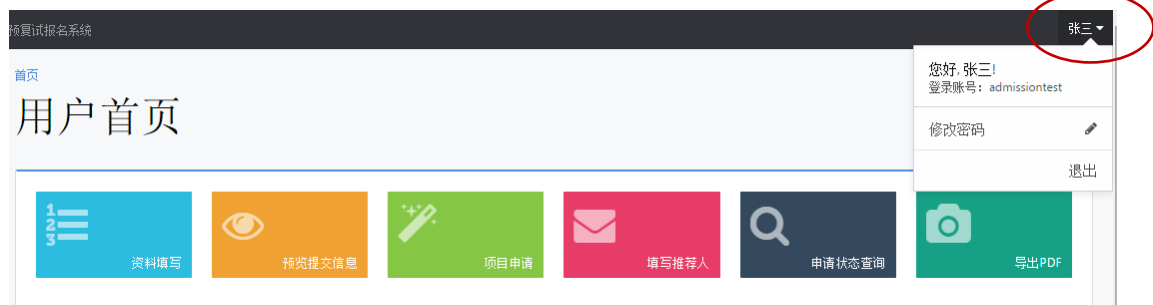 预复试报名系统
张三
首页
用户首页
您好, 张三!
登录账号：admissiontest
修改密码
退出
1
2
3
资料填写
预览提交信息
项目申请
填写推荐人
申请状态查询
导出PDF